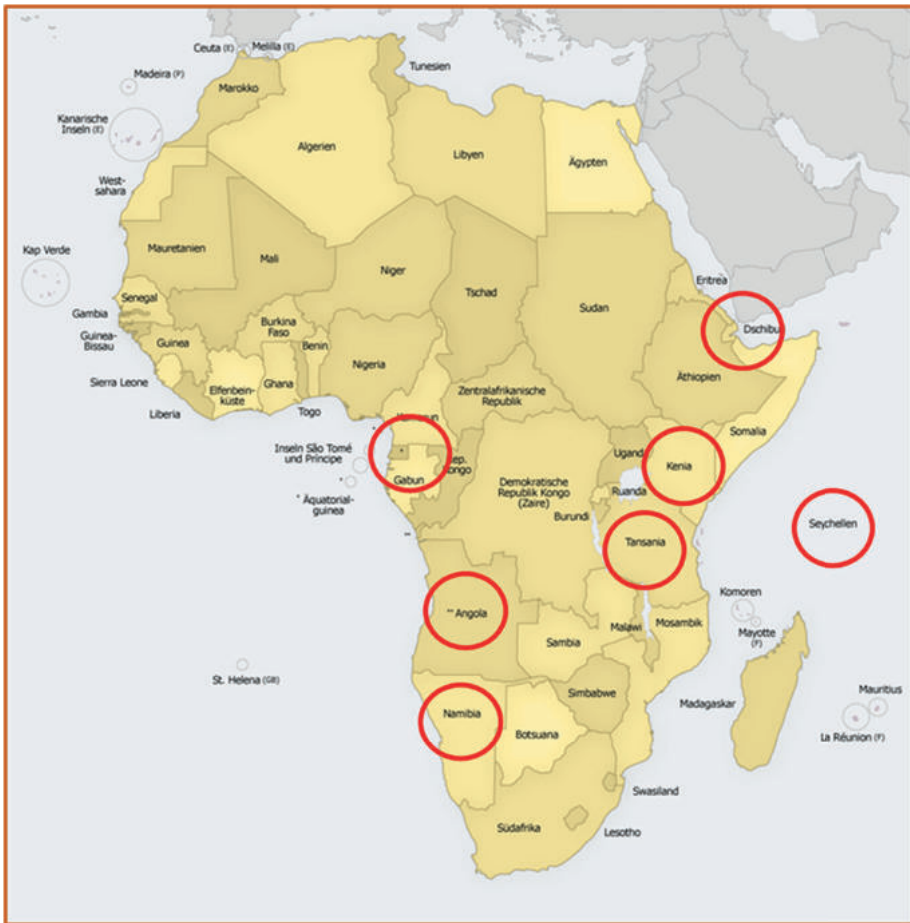 Ceuta (E)
Melilla (E)
Madeira (P)
Tunesien
Marokko
Kanarische
Inseln (E)
Algerien
Libyen
Ägypten
West-
sahara
Mauretanien
Mali
Niger
Tschad
Sudan
Eritrea
Kap Verde
Senegal
Gambia
Guinea-
Bissau
Guinea
Burkina
Faso
Benin
Nigeria
Dschibu
Äthiopien
Sierra Leone
Elfenbein-
küste
Ghana
Liberia
Togo
Zentralafrikanische
Republik
Somalia
Inseln São Tomé
und Príncipe
Gabun
Demokratische
Republik Kongo
(Zaire)
Kenia
Ruanda
Äquatorial-
guinea
Burundi
Tansania
Seychellen
Angola
Komoren
Malawi
Mosambik
Mayotte
(F)
Sambia
St. Helena (GB)
Simbabwe
Madagaskar
Mauritius
Namibia
Botsuana
La Réunion (F)
Swasiland
Südafrika
Lesotho